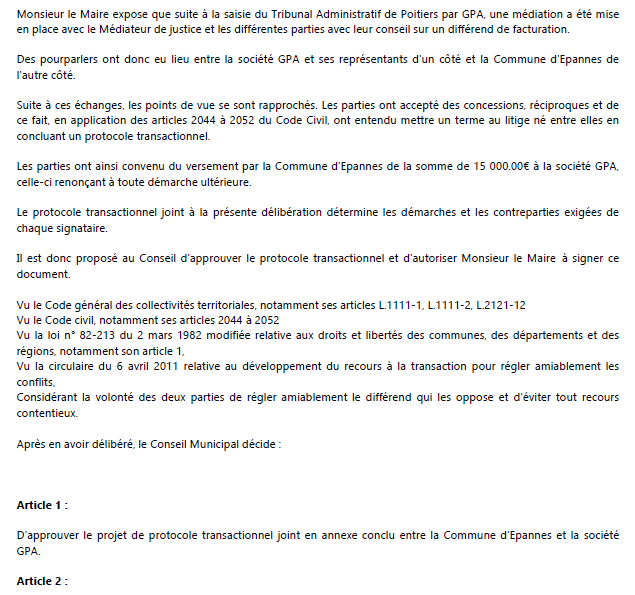 Monsieur le Maire expose que suite à la saisie du Tribunal Administratif de Poitiers par GPA, une médiation a été mise
en place avec le Médiateur de justice et les différentes parties avec leur conseil sur un différend de facturation.
Des pourparlers ont donc eu lieu entre la société GPA et ses représentants d'un côté et la Commune d'Epannes de
l'autre côté.
Suite à ces échanges, les points de vue se sont rapprochés. Les parties ont accepté des concessions, réciproques et de
ce fait, en application des articles 2044 à 2052 du Code Civil, ont entendu mettre un terme au litige né entre elles en
concluant un protocole transactionnel.
Les parties ont ainsi convenu du versement par la Commune d'Epannes de la somme de 15 000.00€ à la société GPA,
celle-ci renonçant à toute démarche ultérieure.
Le protocole transactionnel joint à la présente délibération détermine les démarches et les contreparties exigées de
chaque signataire.
Il est donc proposé au Conseil d'approuver le protocole transactionnel et d'autoriser Monsieur le Maire à signer ce
document.
Vu le Code général des collectivités territoriales, notamment ses articles L.1111-1, L.1111-2, L.2121-12
Vu le Code civil, notamment ses articles 2044 à 2052
Vu la loi n° 82-213 du 2 mars 1982 modifiée relative aux droits et libertés des communes, des départements et des
régions, notamment son article 1,
Vu la circulaire du 6 avril 2011 relative au développement du recours à la transaction pour régler amiablement les
conflits,
Considérant la volonté des deux parties de régler amiablement le différend qui les oppose et d'éviter tout recours
contentieux.
Après en avoir délibéré, le Conseil Municipal décide :
Article 1 :
D'approuver le projet de protocole transactionnel joint en annexe conclu entre la Commune d'Epannes et la société
GPA.
Article 2 :